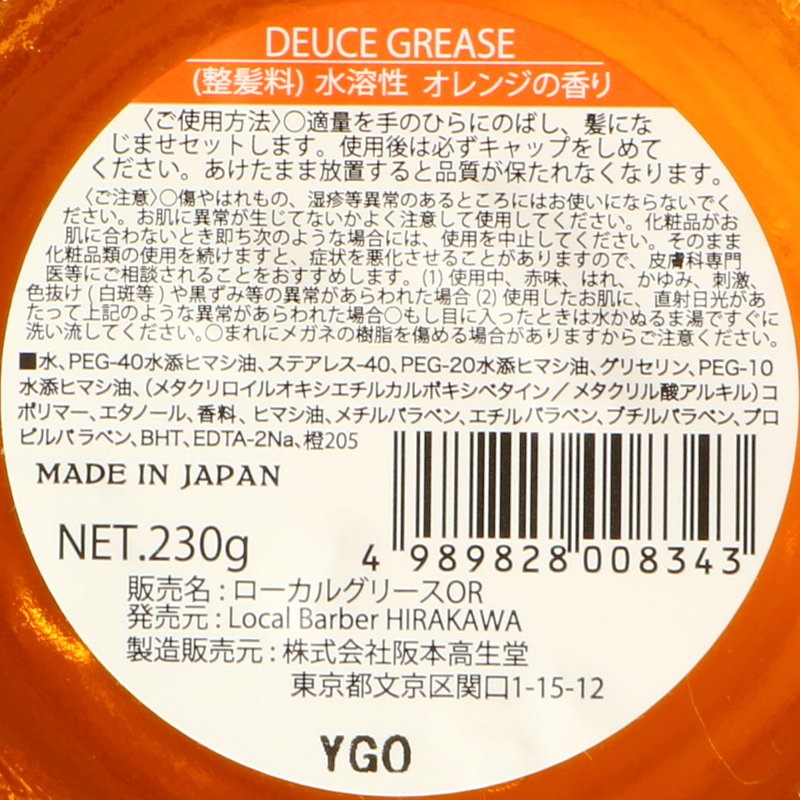 DEUCE GREASE
(整髪料) 水溶性 オレンジの香り
〈ご使用方法〉○適量を手のひらにのばし、髪にな
じませセットします。使用後は必ずキャップをしめて
ください。あけたまま放置すると品質が保たれなくなります。
〈ご注意〉○傷やはれもの、湿疹等異常のあるところにはお使いにならないでく
ださい。お肌に異常が生じてないかよく注意して使用してください。化粧品がお
肌に合わないとき即ち次のような場合には、使用を中止してください。そのまま
化粧品類の使用を続けますと、症状を悪化させることがありますので、皮膚科専門
医等にご相談されることをおすすめします。(1) 使用中、赤味、はれ、かゆみ、刺激、
色抜け ( 白斑等 ) や黒ずみ等の異常があらわれた場合 (2) 使用したお肌に、直射日光があ
たって上記のような異常があらわれた場合○もし目に入ったときは水かぬるま湯ですぐに
洗い流してください。○まれにメガネの樹脂を傷める場合がありますからご注意ください。
■水、PEG-40水添ヒマシ油、ステアレス-40、PEG-20水添ヒマシ油、グリセリン、PEG-10
水添ヒマシ油、(メタクリロイルオキシエチルカルボキシベタイン／メタクリル酸アルキル)コ
ポリマー、エタノール、香料、ヒマシ油、メチルパラベン、エチルパラベン、ブチルパラベン、プロ
ピルパラベン、BHT、EDTA-2Na、橙205
MADE IN JAPAN
NET.230g
4 989828 008343
販売名 : ローカルグリースOR
発売元 : Local Barber HIRAKAWA
製造販売元 : 株式会社阪本高生堂
東京都文京区関口1-15-12
YGO